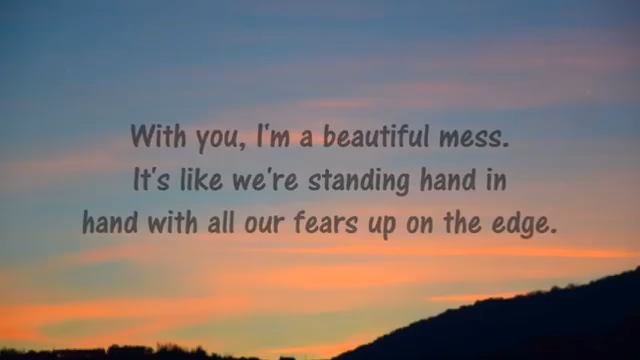 With you, I'm a beautiful mess.
It's like we're standing hand in
hand with all our fears up on the edge.